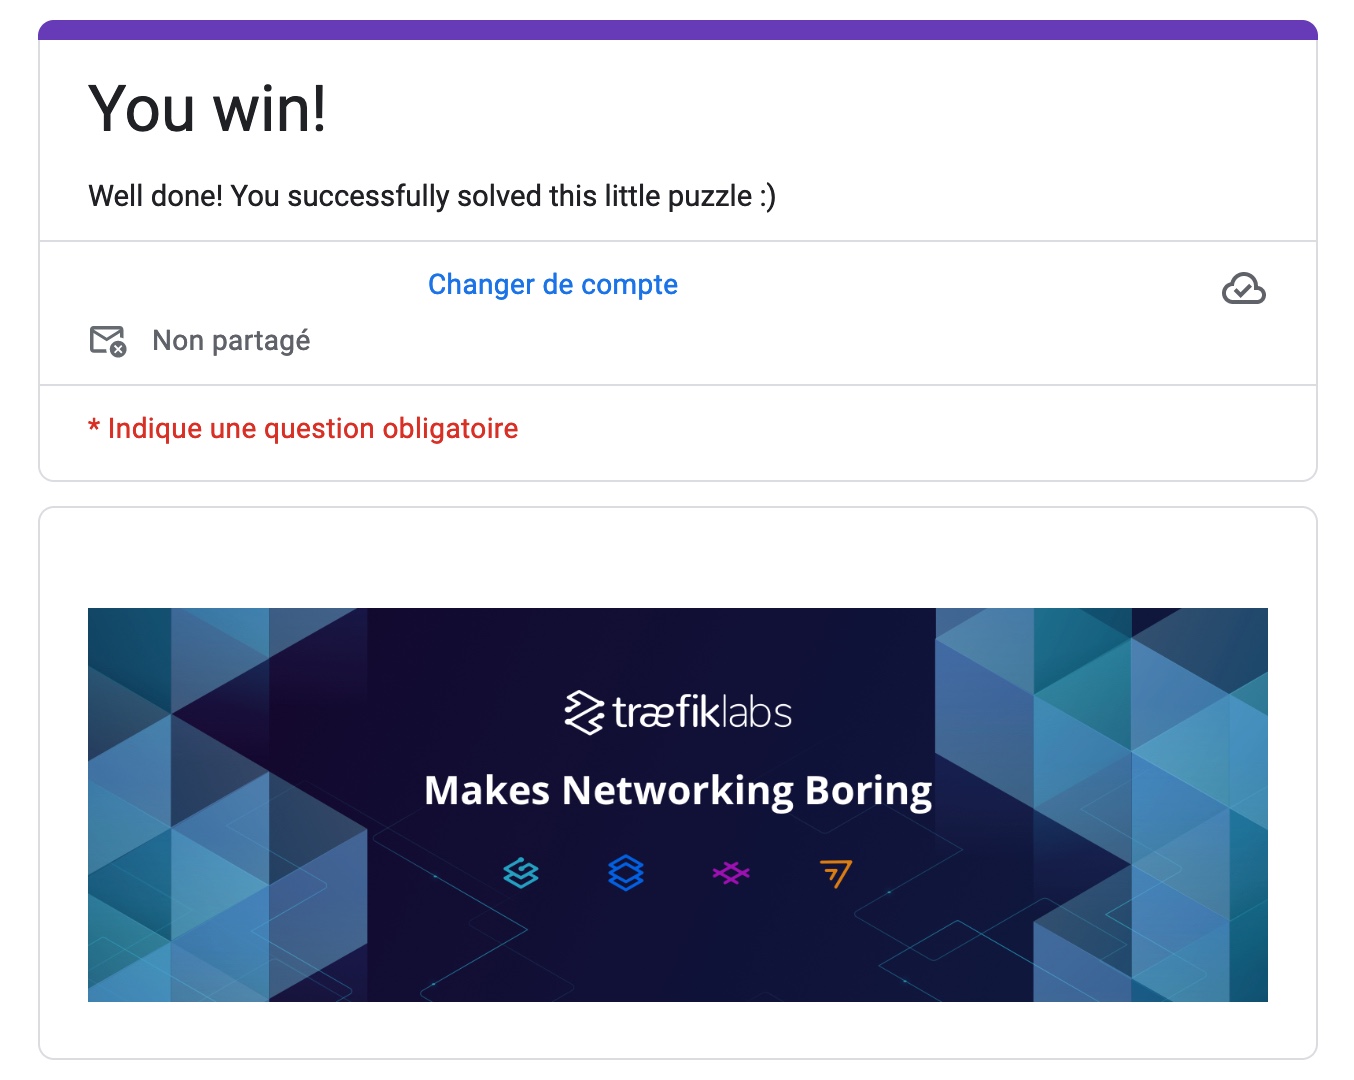 You win!
Well done! You successfully solved this little puzzle :)
Changer de compte
Non partagé
* Indique une question obligatoire
træfiklabs
Makes Networking Boring